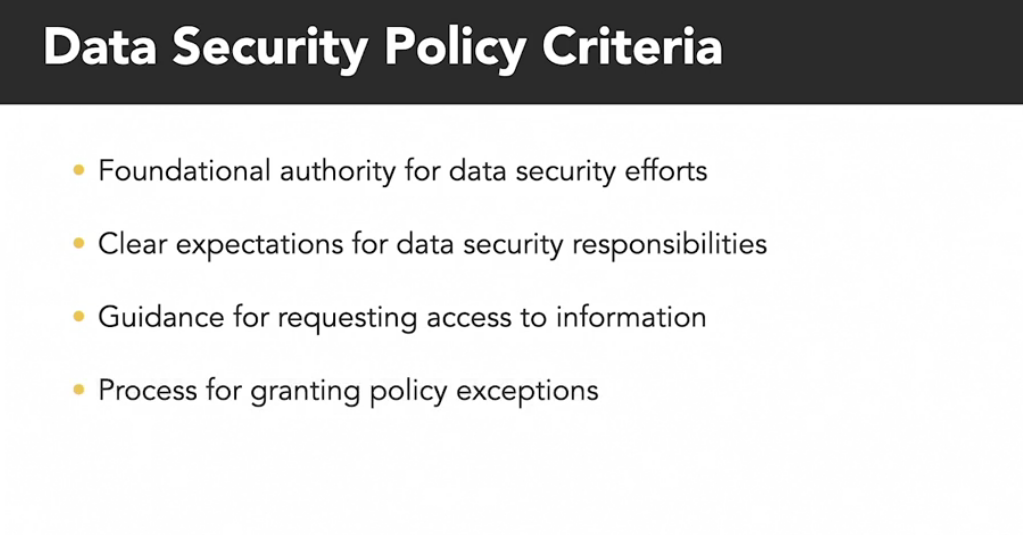 Data Security Policy Criteria
• Foundational authority for data security efforts
• Clear expectations for data security responsibilities
• Guidance for requesting access to information
• Process for granting policy exceptions